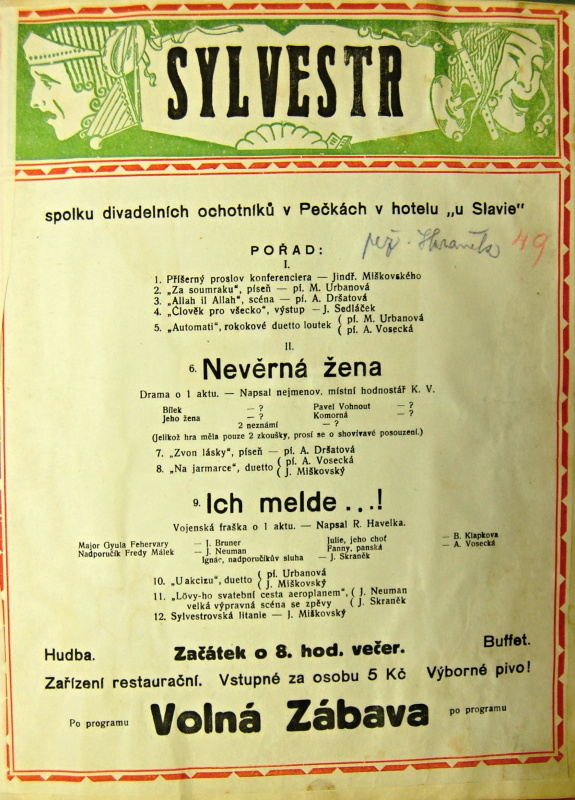 SYLVESTR
spolku divadelních ochotníků v Pečkách v hotelu „u Slavie"
POŘAD:
rež. Skraněk 49
I.
1. Příšerný proslov konferenciera — Jindř. Miškovského
2. „Za soumraku", píseň — pí. M. Urbanová
3. „Allah il Allah", scéna — pí. A. Dršatová
4. „Člověk pro všecko", výstup — J. Sedláček
5. „Automati", rokokové duetto loutek ( pí. M. Urbanová
( pí. A. Vosecká
II.
6. Nevěrná žena
Drama o 1 aktu. — Napsal nejmenov. místní hodnostář K. V.
Bílek — ? Pavel Vohnout — ?
Jeho žena — ? Komorná — ?
2 neznámí — ?
(Jelikož hra měla pouze 2 zkoušky, prosí se o shovívavé posouzení.)
7. „Zvon lásky", píseň — pí. A. Dršatová
8. „Na jarmarce", duetto ( pí. A. Vosecká
( J. Miškovský
9. Ich melde...!
Vojenská fraška o 1 aktu. — Napsal R. Havelka.
Major Gyula Fehervary — J. Bruner Julie, jeho choť — B. Klapkova
Nadporučík Fredy Málek — J. Neuman Fanny, panská — A. Vosecká
Ignác, nadporučíkův sluha — J. Skraněk
10. „U akcizu", duetto ( pí. Urbanová
( J. Miškovský
11. „Lövy-ho svatební cesta aeroplanem", ( J. Neuman
velká výpravná scéna se zpěvy ( J. Skraněk
12. Sylvestrovská litanie — J. Miškovský
Hudba. Začátek o 8. hod. večer. Buffet.
Zařízení restaurační. Vstupné za osobu 5 Kč Výborné pivo!
Po programu Volná Zábava po programu